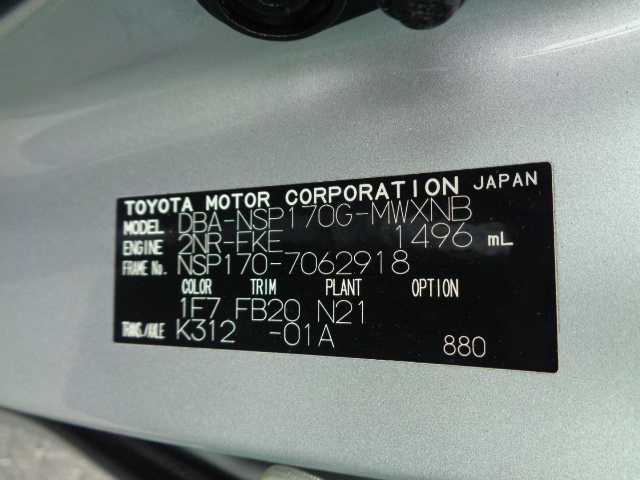 TOYOTA MOTOR CORPORATION JAPAN
MODEL DBA-NSP170G-MWXNB
ENGINE 2NR-FKE 1496 mL
FRAME No. NSP170-7062918
COLOR TRIM PLANT OPTION
1F7 FB20 N21
TRANS/AXLE K312 -01A
880